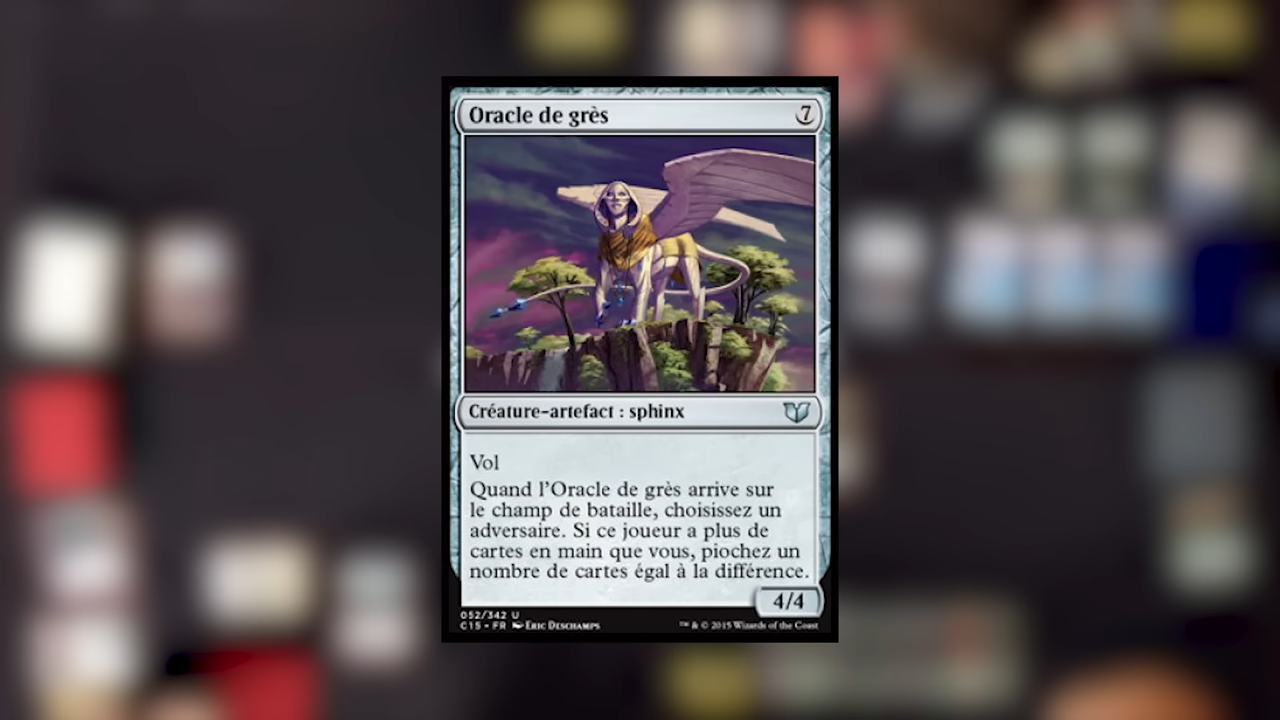 Oracle de grès
7
Créature-artefact : sphinx
Vol
Quand l'Oracle de grès arrive sur
le champ de bataille, choisissez un
adversaire. Si ce joueur a plus de
cartes en main que vous, piochez un
nombre de cartes égal à la différence.
4/4
052/342 U
C15 • FR Eric Deschamps
™ & © 2015 Wizards of the Coast